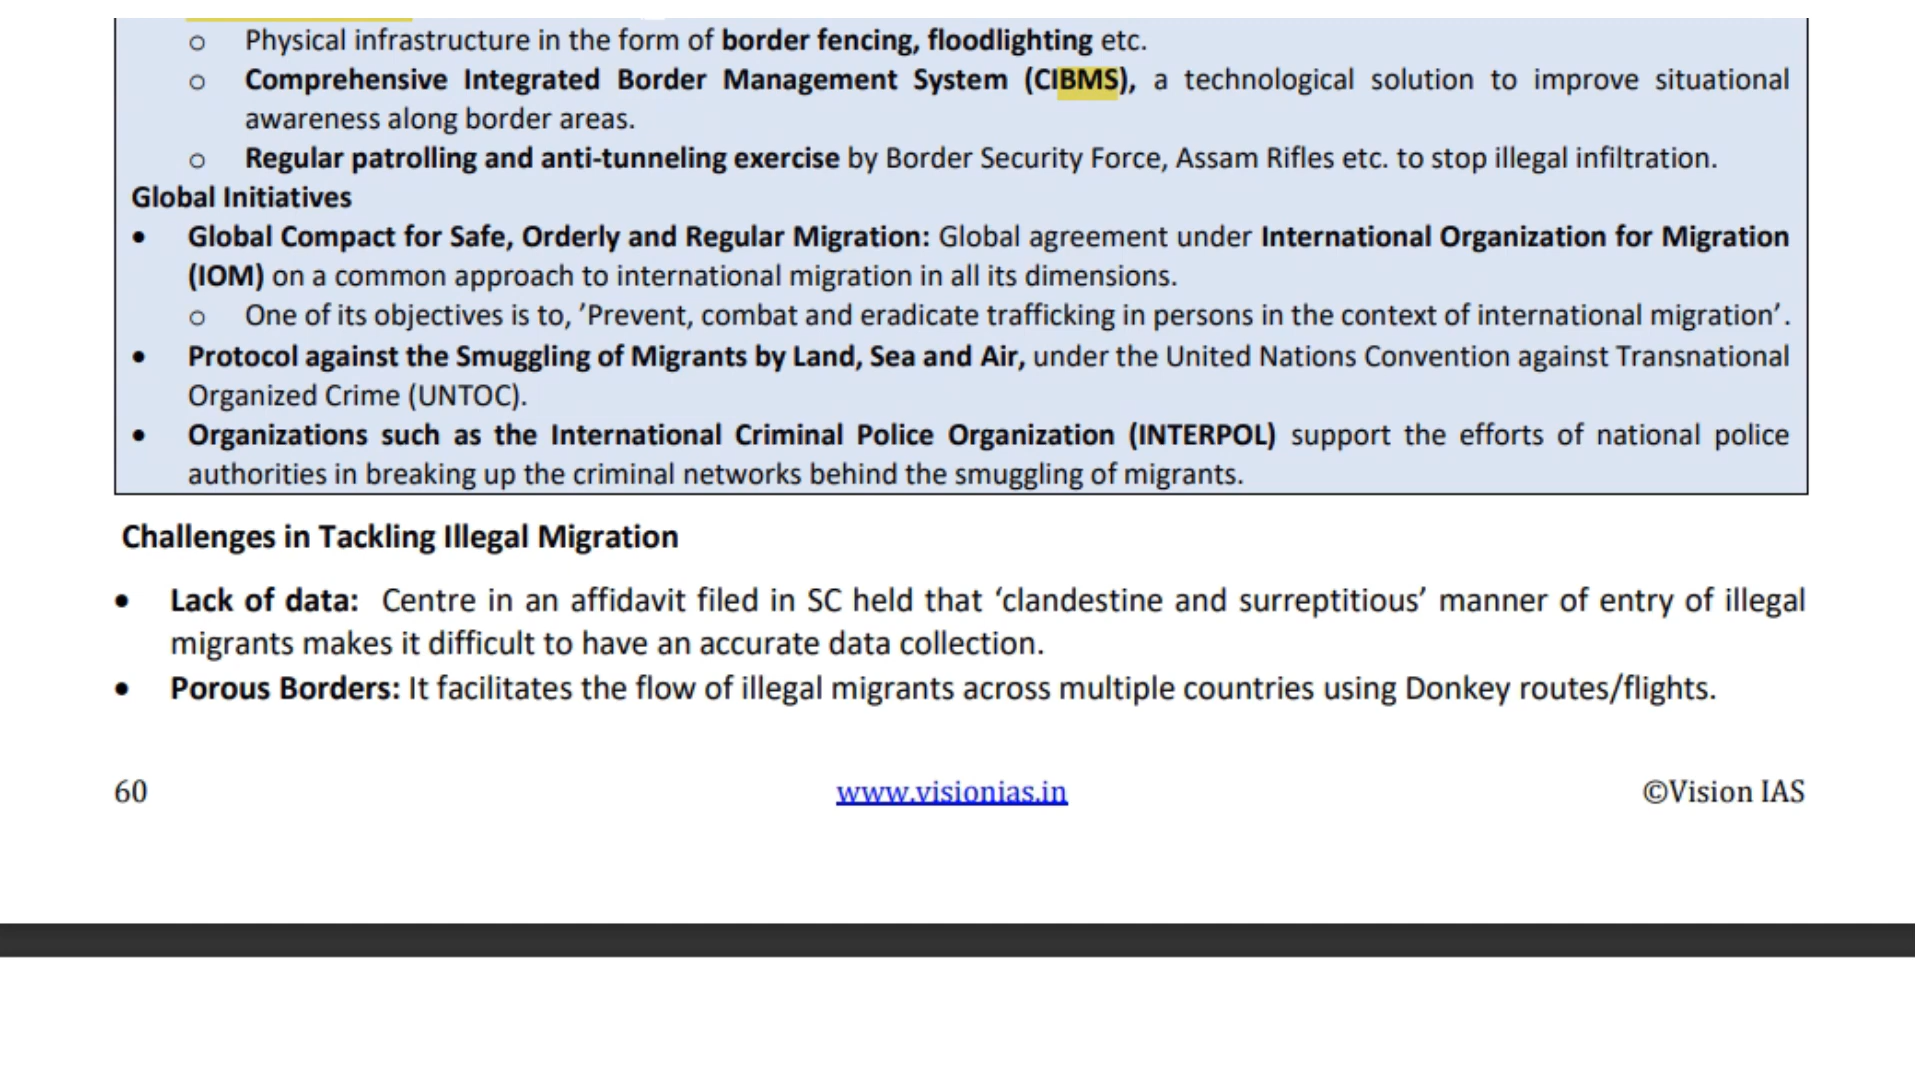 o Physical infrastructure in the form of border fencing, floodlighting etc.
o Comprehensive Integrated Border Management System (CIBMS), a technological solution to improve situational
awareness along border areas.
o Regular patrolling and anti-tunneling exercise by Border Security Force, Assam Rifles etc. to stop illegal infiltration.
Global Initiatives
• Global Compact for Safe, Orderly and Regular Migration: Global agreement under International Organization for Migration
(IOM) on a common approach to international migration in all its dimensions.
o One of its objectives is to, ’Prevent, combat and eradicate trafficking in persons in the context of international migration’.
• Protocol against the Smuggling of Migrants by Land, Sea and Air, under the United Nations Convention against Transnational
Organized Crime (UNTOC).
• Organizations such as the International Criminal Police Organization (INTERPOL) support the efforts of national police
authorities in breaking up the criminal networks behind the smuggling of migrants.
Challenges in Tackling Illegal Migration
• Lack of data: Centre in an affidavit filed in SC held that ‘clandestine and surreptitious’ manner of entry of illegal
migrants makes it difficult to have an accurate data collection.
• Porous Borders: It facilitates the flow of illegal migrants across multiple countries using Donkey routes/flights.
60 www.visionias.in ©Vision IAS